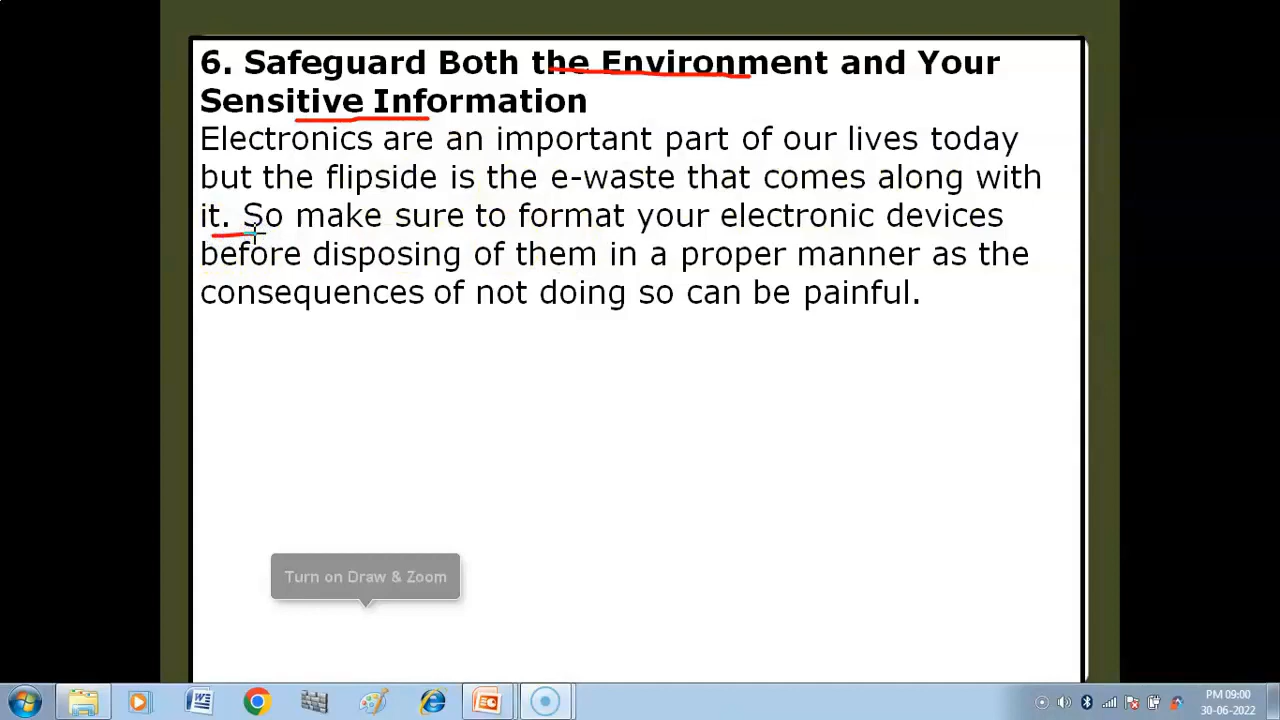 6. Safeguard Both the Environment and Your
Sensitive Information
Electronics are an important part of our lives today
but the flipside is the e-waste that comes along with
it. So make sure to format your electronic devices
before disposing of them in a proper manner as the
consequences of not doing so can be painful.
Turn on Draw & Zoom
PM 09:00
30-06-2022